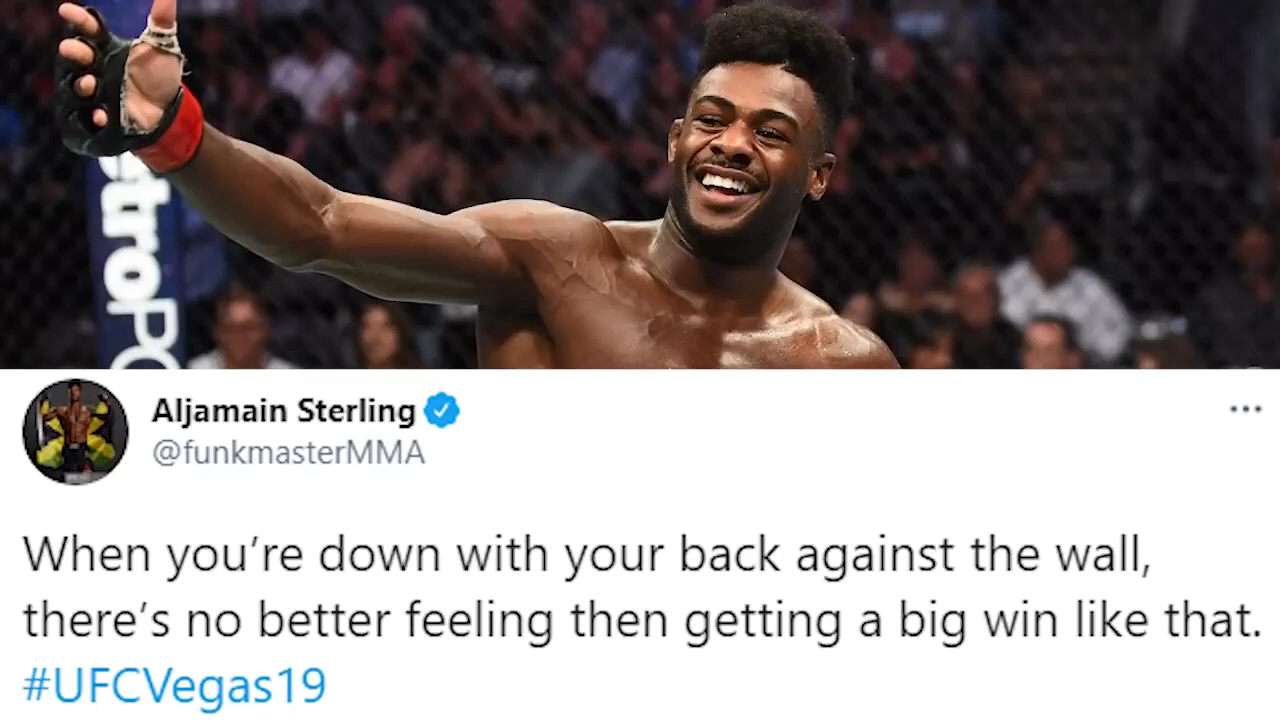 etroPC
Aljamain Sterling
@funkmasterMMA
When you’re down with your back against the wall,
there’s no better feeling then getting a big win like that.
#UFCVegas19